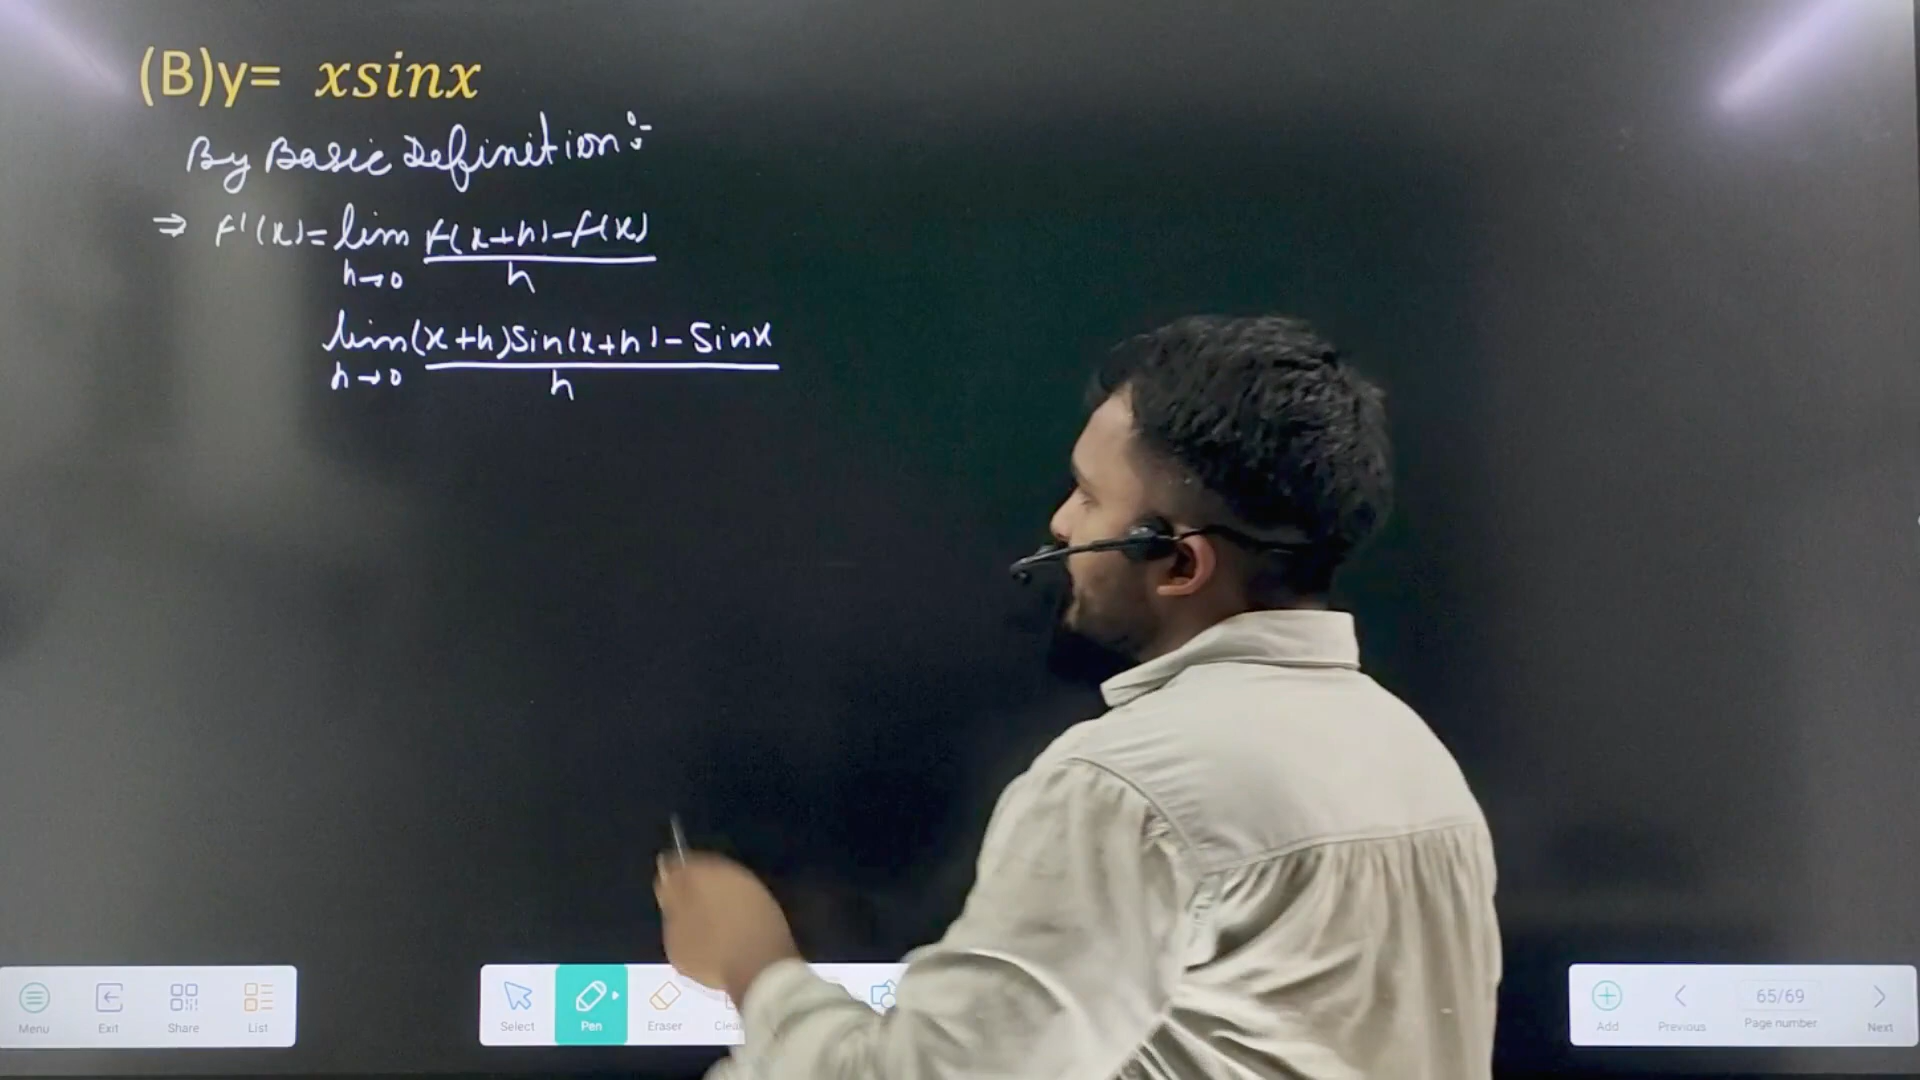 (B)y= xsinx
By Basic Definition:-
⇒ f'(x)=lim f(x+h)-f(x)
h→0 h
lim (x+h)Sin(x+h)-Sinx
h→0 h
Menu Exit Share List Select Pen Eraser Add Previous 65/69 Page number Next